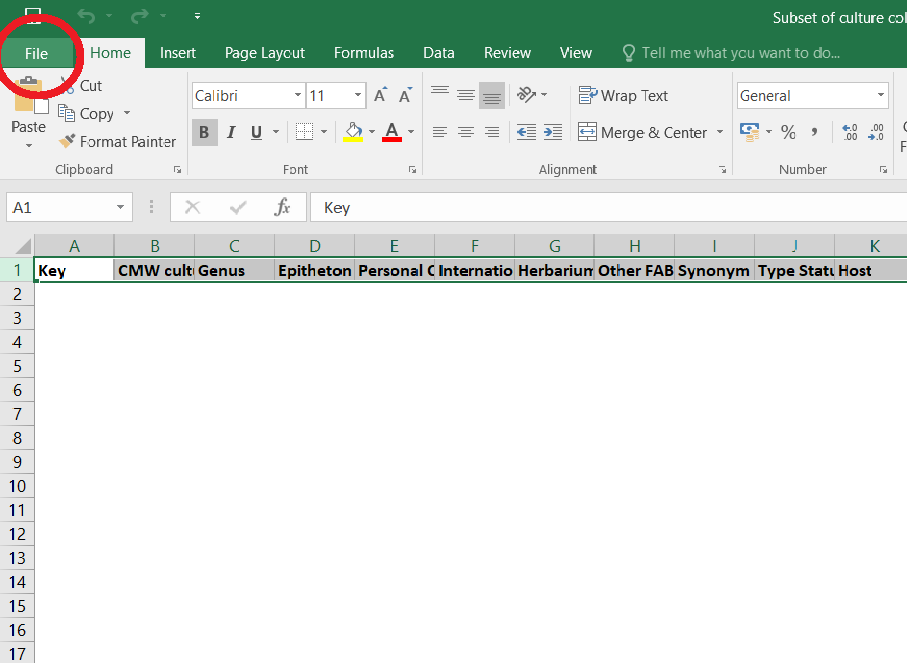 Subset of culture col
File Home Insert Page Layout Formulas Data Review View Tell me what you want to do...
Cut
Copy
Format Painter
Paste
Clipboard
Calibri 11
B I U A
Font
Wrap Text
Merge & Center
Alignment
General
% , .00
Number
A1 fx Key
A B C D E F G H I J K
1 Key CMW cult Genus Epitheton Personal C Internatio Herbarium Other FAB Synonym Type Statu Host
2
3
4
5
6
7
8
9
10
11
12
13
14
15
16
17